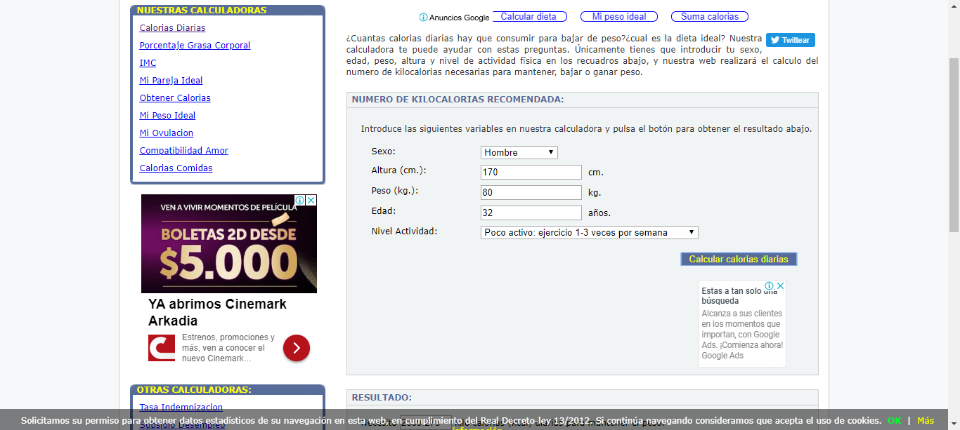 NUESTRAS CALCULADORAS
Calorias Diarias
Porcentaje Grasa Corporal
IMC
Mi Pareja Ideal
Obtener Calorias
Mi Peso Ideal
Mi Ovulacion
Compatibilidad Amor
Calorias Comidas
VEN A VIVIR MOMENTOS DE PELÍCULA
BOLETAS 2D DESDE
$5.000
YA abrimos Cinemark
Arkadia
Estrenos, promociones y
más, ven a conocer el
nuevo Cinemark...
OTRAS CALCULADORAS:
Tasa Indemnizacion
Subsidio Desempleo
Anuncios Google
Calcular dieta
Mi peso ideal
Suma calorías
¿Cuantas calorias diarias hay que consumir para bajar de peso?¿cual es la dieta ideal? Nuestra
Twittear
calculadora te puede ayudar con estas preguntas. Únicamente tienes que introducir tu sexo,
edad, peso, altura y nivel de actividad física en los recuadros abajo, y nuestra web realizará el calculo del
numero de kilocalorias necesarias para mantener, bajar o ganar peso.
NUMERO DE KILOCALORIAS RECOMENDADA:
Introduce las siguientes variables en nuestra calculadora y pulsa el botón para obtener el resultado abajo.
Sexo: Hombre
Altura (cm.): 170 cm.
Peso (kg.): 80 kg.
Edad: 32 años.
Nivel Actividad: Poco activo: ejercicio 1-3 veces por semana
Calcular calorias diarias
Estas a tan solo una
búsqueda
Alcanza a sus clientes
en los momentos que
importan, con Google
Ads. ¡Comienza ahora!
Google Ads
RESULTADO:
Solicitamos su permiso para obtener datos estadísticos de su navegación en esta web, en cumplimiento del Real Decreto-ley 13/2012. Si continúa navegando consideramos que acepta el uso de cookies. OK | Más
información